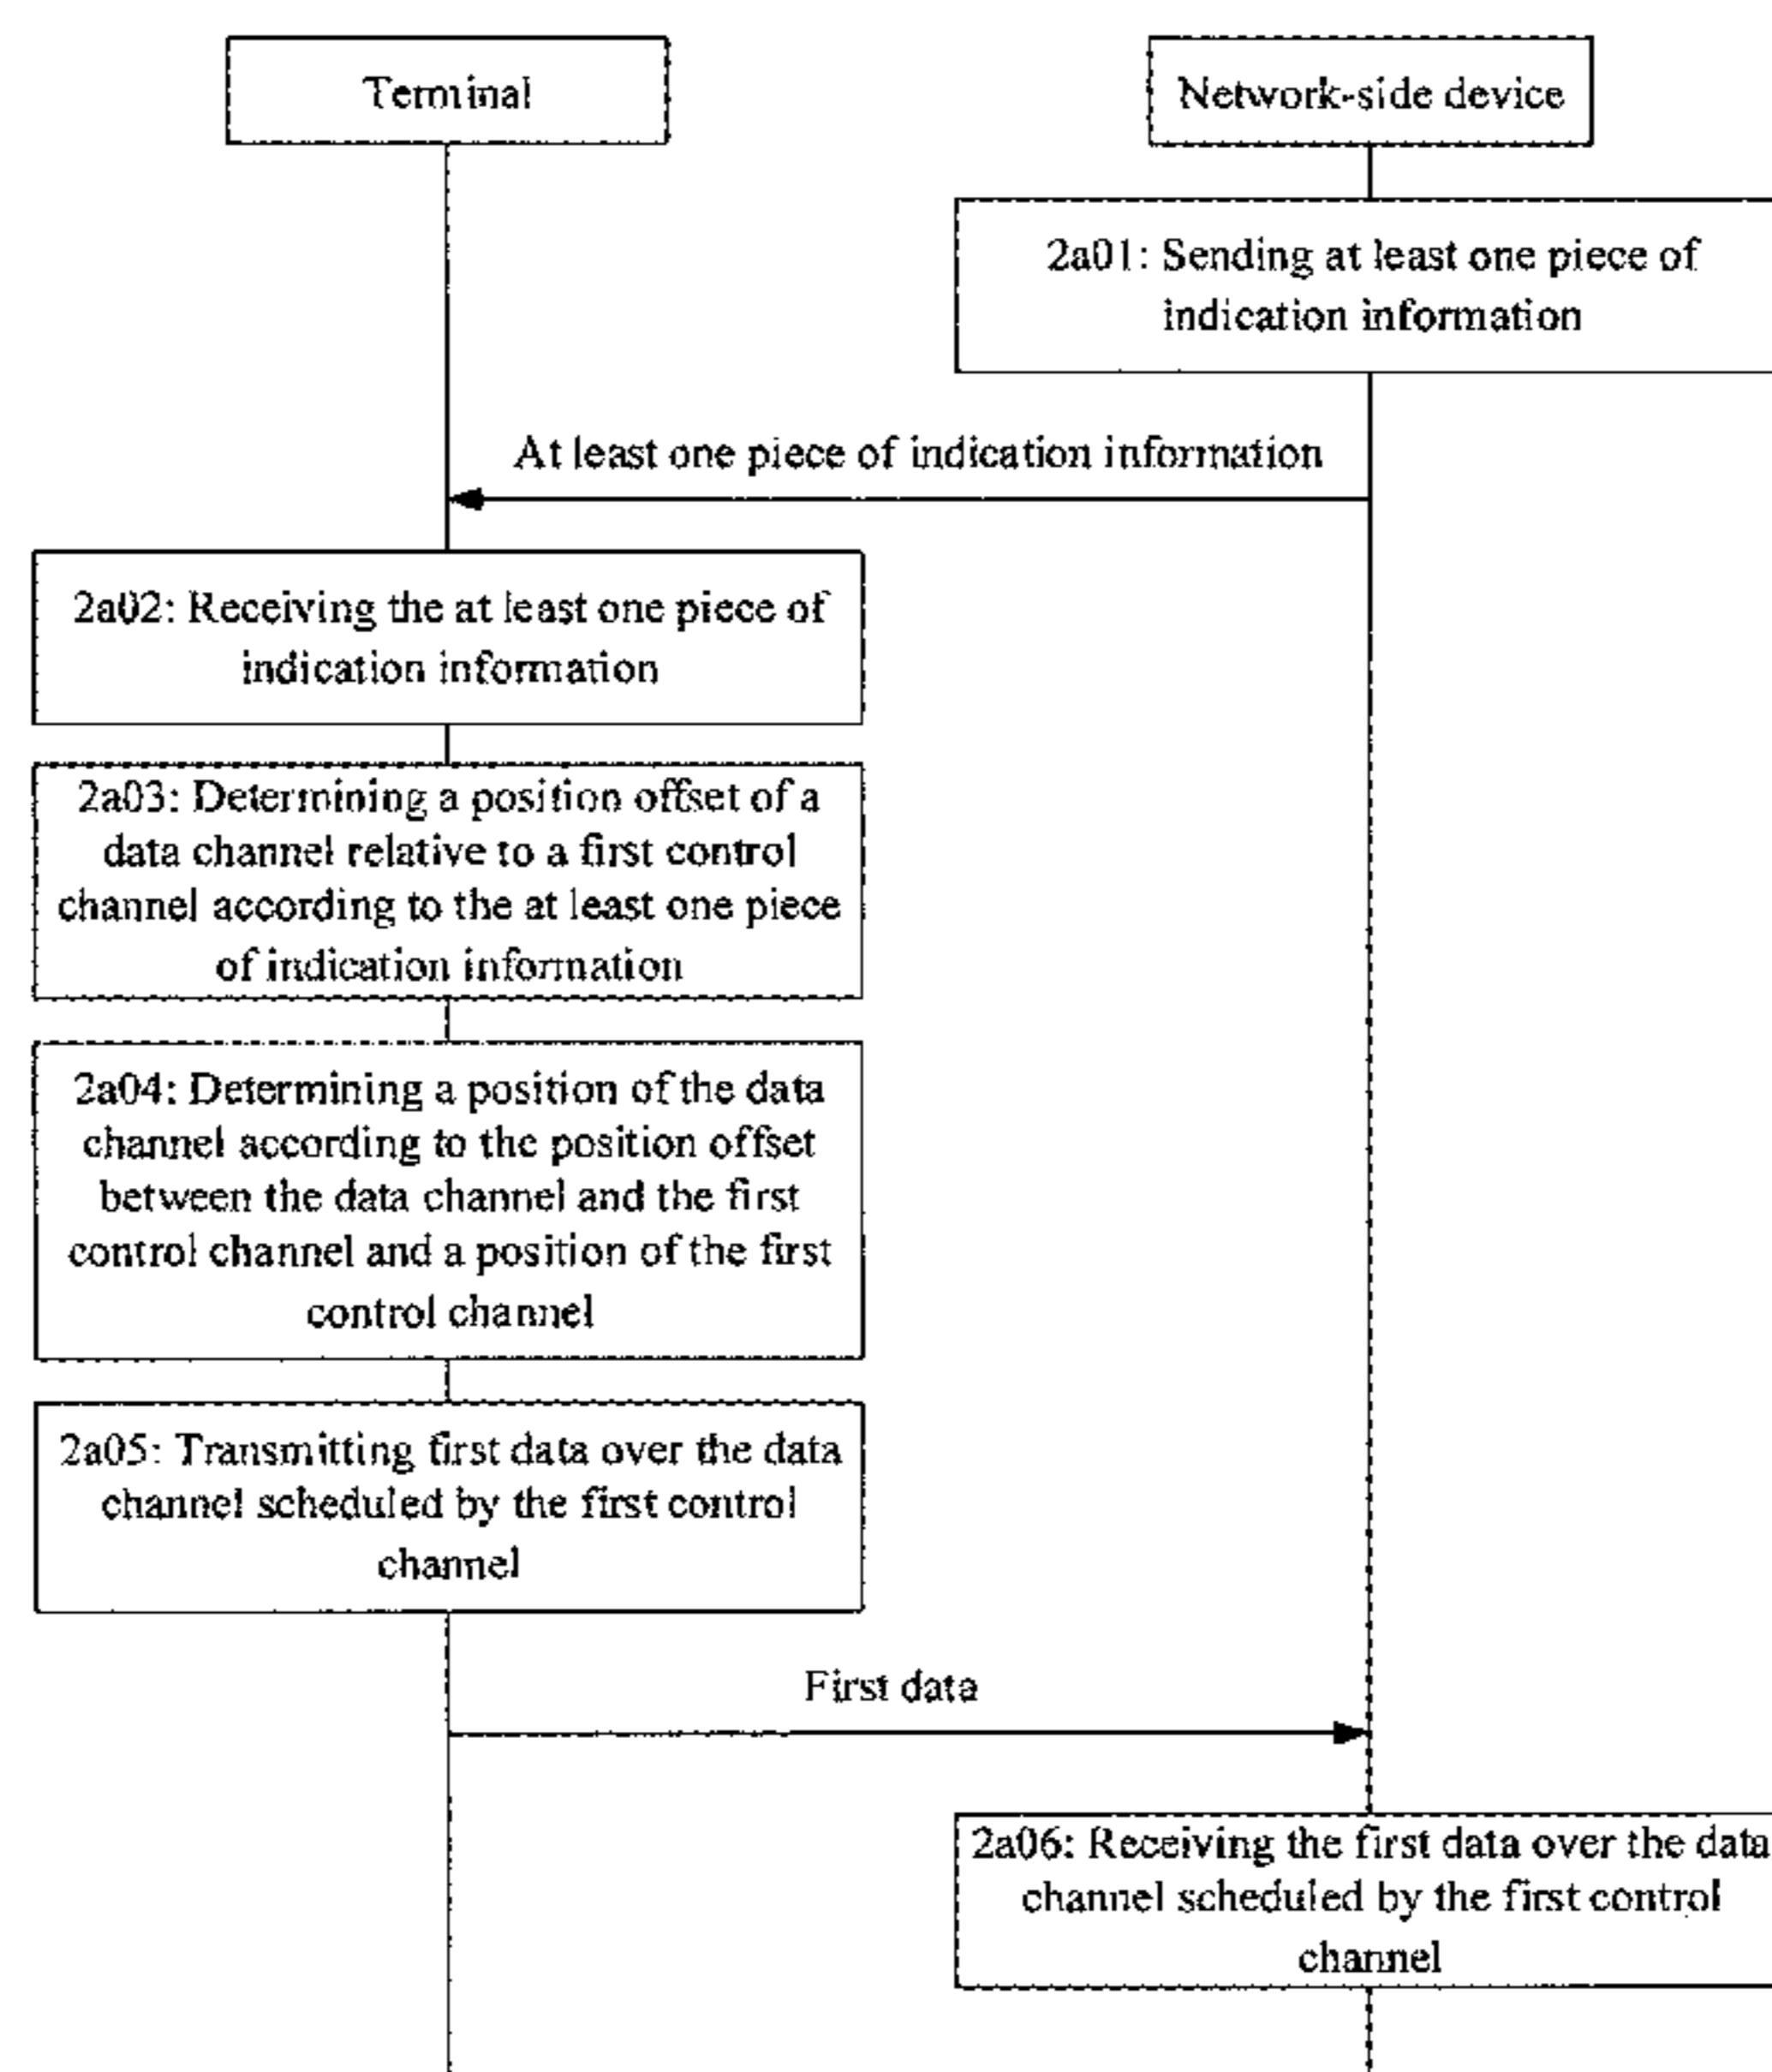 Terminal
Network-side device
2a01: Sending at least one piece of
indication information
At least one piece of indication information
2a02: Receiving the at least one piece of
indication information
2a03: Determining a position offset of a
data channel relative to a first control
channel according to the at least one piece
of indication information
2a04: Determining a position of the data
channel according to the position offset
between the data channel and the first
control channel and a position of the first
control channel
2a05: Transmitting first data over the data
channel scheduled by the first control
channel
First data
2a06: Receiving the first data over the data
channel scheduled by the first control
channel